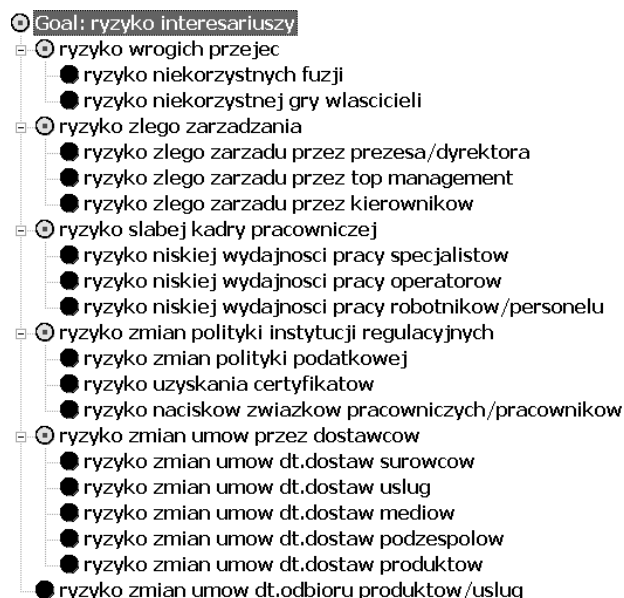 Goal: ryzyko interesariuszy
ryzyko wrogich przejec
ryzyko niekorzystnych fuzji
ryzyko niekorzystnej gry wlascicieli
ryzyko zlego zarzadzania
ryzyko zlego zarzadu przez prezesa/dyrektora
ryzyko zlego zarzadu przez top management
ryzyko zlego zarzadu przez kierownikow
ryzyko slabej kadry pracowniczej
ryzyko niskiej wydajnosci pracy specjalistow
ryzyko niskiej wydajnosci pracy operatorow
ryzyko niskiej wydajnosci pracy robotnikow/personelu
ryzyko zmian polityki instytucji regulacyjnych
ryzyko zmian polityki podatkowej
ryzyko uzyskania certyfikatow
ryzyko naciskow zwiazkow pracowniczych/pracownikow
ryzyko zmian umow przez dostawcow
ryzyko zmian umow dt.dostaw surowcow
ryzyko zmian umow dt.dostaw uslug
ryzyko zmian umow dt.dostaw mediow
ryzyko zmian umow dt.dostaw podzespolow
ryzyko zmian umow dt.dostaw produktow
ryzyko zmian umow dt.odbioru produktow/uslug